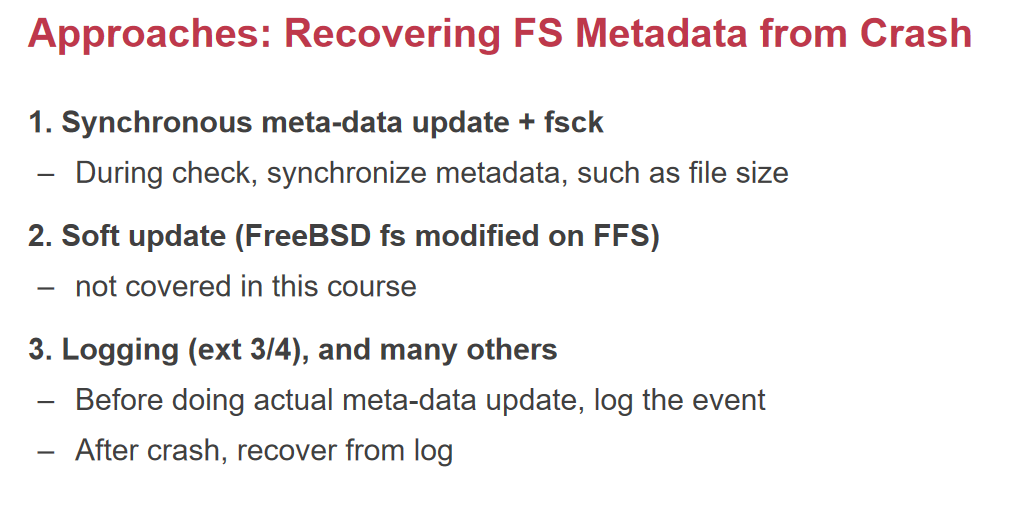 Approaches: Recovering FS Metadata from Crash
1. Synchronous meta-data update + fsck
– During check, synchronize metadata, such as file size
2. Soft update (FreeBSD fs modified on FFS)
– not covered in this course
3. Logging (ext 3/4), and many others
– Before doing actual meta-data update, log the event
– After crash, recover from log